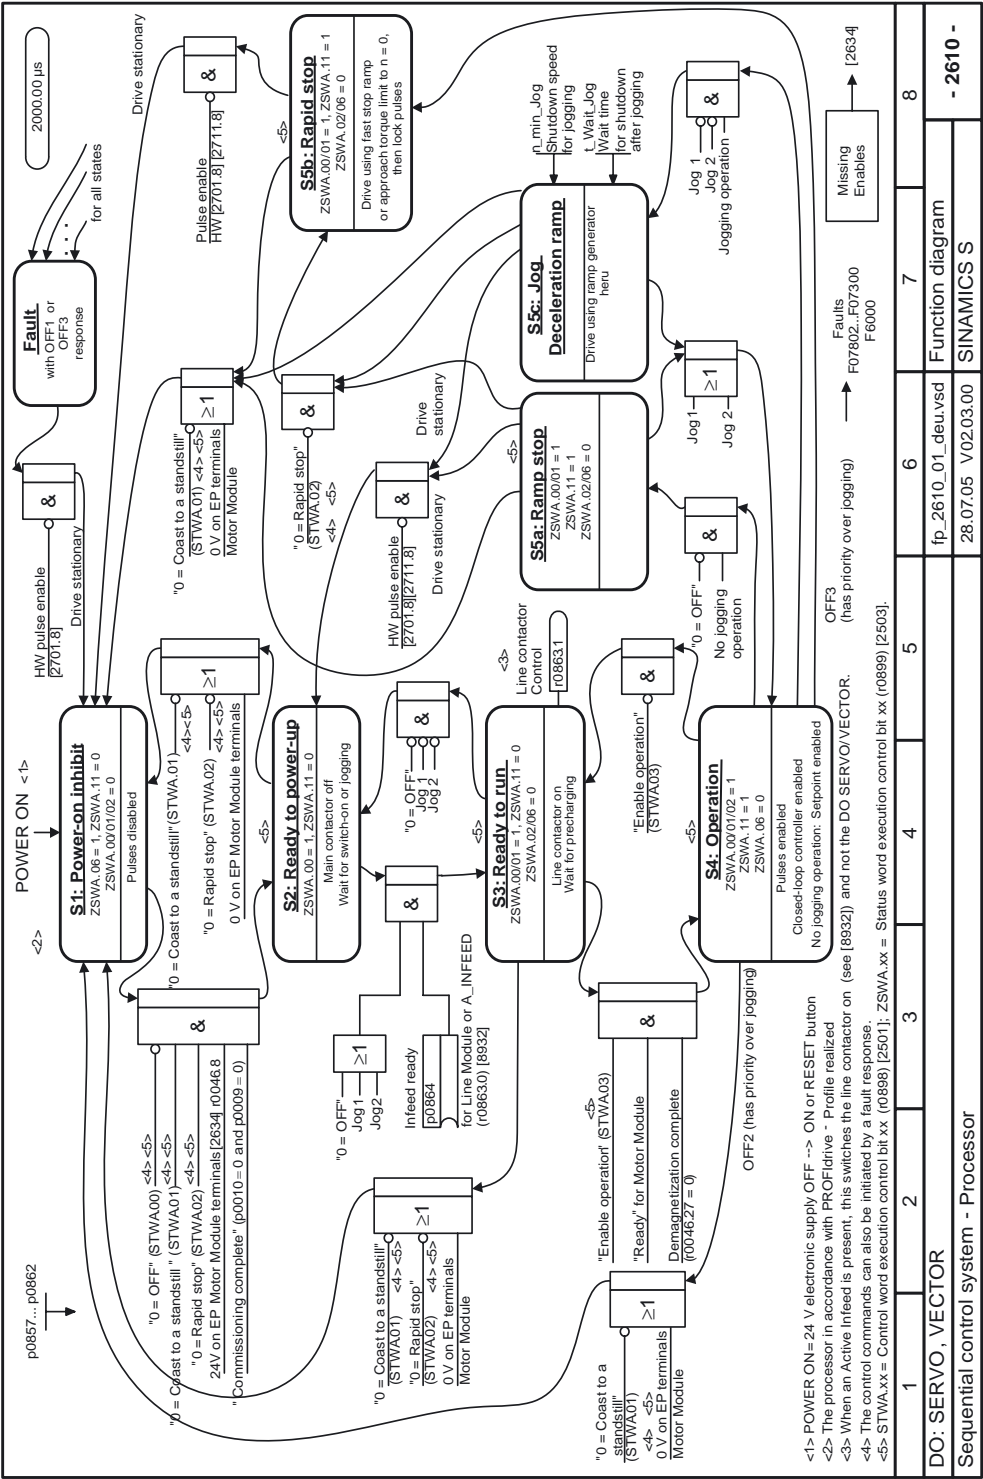 POWER ON <1>
<2>
p0857... p0862
2000.00 µs
S1: Power-on inhibit
ZSWA.06 = 1, ZSWA.11 = 0
ZSWA.00/01/02 = 0
Pulses disabled
HW pulse enable
[2701.8]
Drive stationary
&
Fault
with OFF1 or
OFF3
response
for all states
Drive stationary
&
Pulse enable
HW [2701.8] [2711.8]
<5>
S5b: Rapid stop
ZSWA.00/01 = 1, ZSWA.11 = 1
ZSWA.02/06 = 0
Drive using fast stop ramp
or approach torque limit to n = 0,
then lock pulses
"0 = OFF" (STWA.00) <4> <5>
"0 = Coast to a standstill " (STWA.01) <4> <5>
"0 = Rapid stop" (STWA.02) <4> <5>
24V on EP Motor Module terminals [2634] r0046.8
"Commissioning complete" (p0010 = 0 and p0009 = 0)
&
"0 = Coast to a standstill" (STWA.01) <4><5>
"0 = Rapid stop" (STWA.02) <4> <5>
0 V on EP Motor Module terminals
≥1
"0 = Coast to a standstill"
(STWA.01) <4> <5>
0 V on EP terminals
Motor Module
≥1
<5>
S2: Ready to power-up
ZSWA.00 = 1, ZSWA.11 = 0
Main contactor off
Wait for switch-on or jogging
"0 = Rapid stop"
(STWA.02)
<4> <5>
&
"0 = OFF"
Jog1
Jog2
≥1
Infeed ready
p0864
for Line Module or A_INFEED
(r0863.0) [8932]
&
"0 = OFF"
Jog 1
Jog 2
&
HW pulse enable
[2701.8][2711.8]
Drive stationary
&
Drive
stationary
"0 = Coast to a standstill"
(STWA.01) <4> <5>
"0 = Rapid stop"
(STWA.02) <4> <5>
0 V on EP terminals
Motor Module
≥1
<5>
S3: Ready to run
ZSWA.00/01 = 1, ZSWA.11 = 0
ZSWA.02/06 = 0
Line contactor on
Wait for precharging
<3>
Line contactor
Control
r0863.1
<5>
S5a: Ramp stop
ZSWA.00/01 = 1
ZSWA.11 = 1
ZSWA.02/06 = 0
S5c: Jog
Deceleration ramp
Drive using ramp generator
heru
n_min_Jog
Shutdown speed
for jogging
t_Wait_Jog
Wait time
for shutdown
after jogging
"Enable operation" (STWA03) <5>
"Ready" for Motor Module
Demagnetization complete
(r0046.27 = 0)
&
"Enable operation"
(STWA03)
&
"0 = OFF"
No jogging
operation
&
Jog1
Jog 2
≥1
Jog 1
Jog 2
Jogging operation
&
"0 = Coast to a
standstill"
(STWA.01)
<4> <5>
0 V on EP terminals
Motor Module
≥1
<5>
S4: Operation
ZSWA.00/01/02 = 1
ZSWA. 11 = 1
ZSWA. 06 = 0
Pulses enabled
Closed-loop controller enabled
No jogging operation: Setpoint enabled
OFF2 (has priority over jogging)
OFF3
(has priority over jogging)
Faults
F07802...F07300
F6000
Missing
Enables
[2634]
<1> POWER ON= 24 V electronic supply OFF --> ON or RESET button
<2> The processor in accordance with PROFIdrive - Profile realized
<3> When an Active Infeed is present, this switches the line contactor on (see [8932]) and not the DO SERVO/VECTOR.
<4> The control commands can also be initiated by a fault response.
<5> STWA.xx = Control word execution control bit xx (r0898) [2501]; ZSWA.xx = Status word execution control bit xx (r0899) [2503].
1 2 3 4 5 6 7 8
DO: SERVO, VECTOR
fp_2610_01_deu.vsd
Function diagram
- 2610 -
Sequential control system - Processor
28.07.05 V02.03.00
SINAMICS S